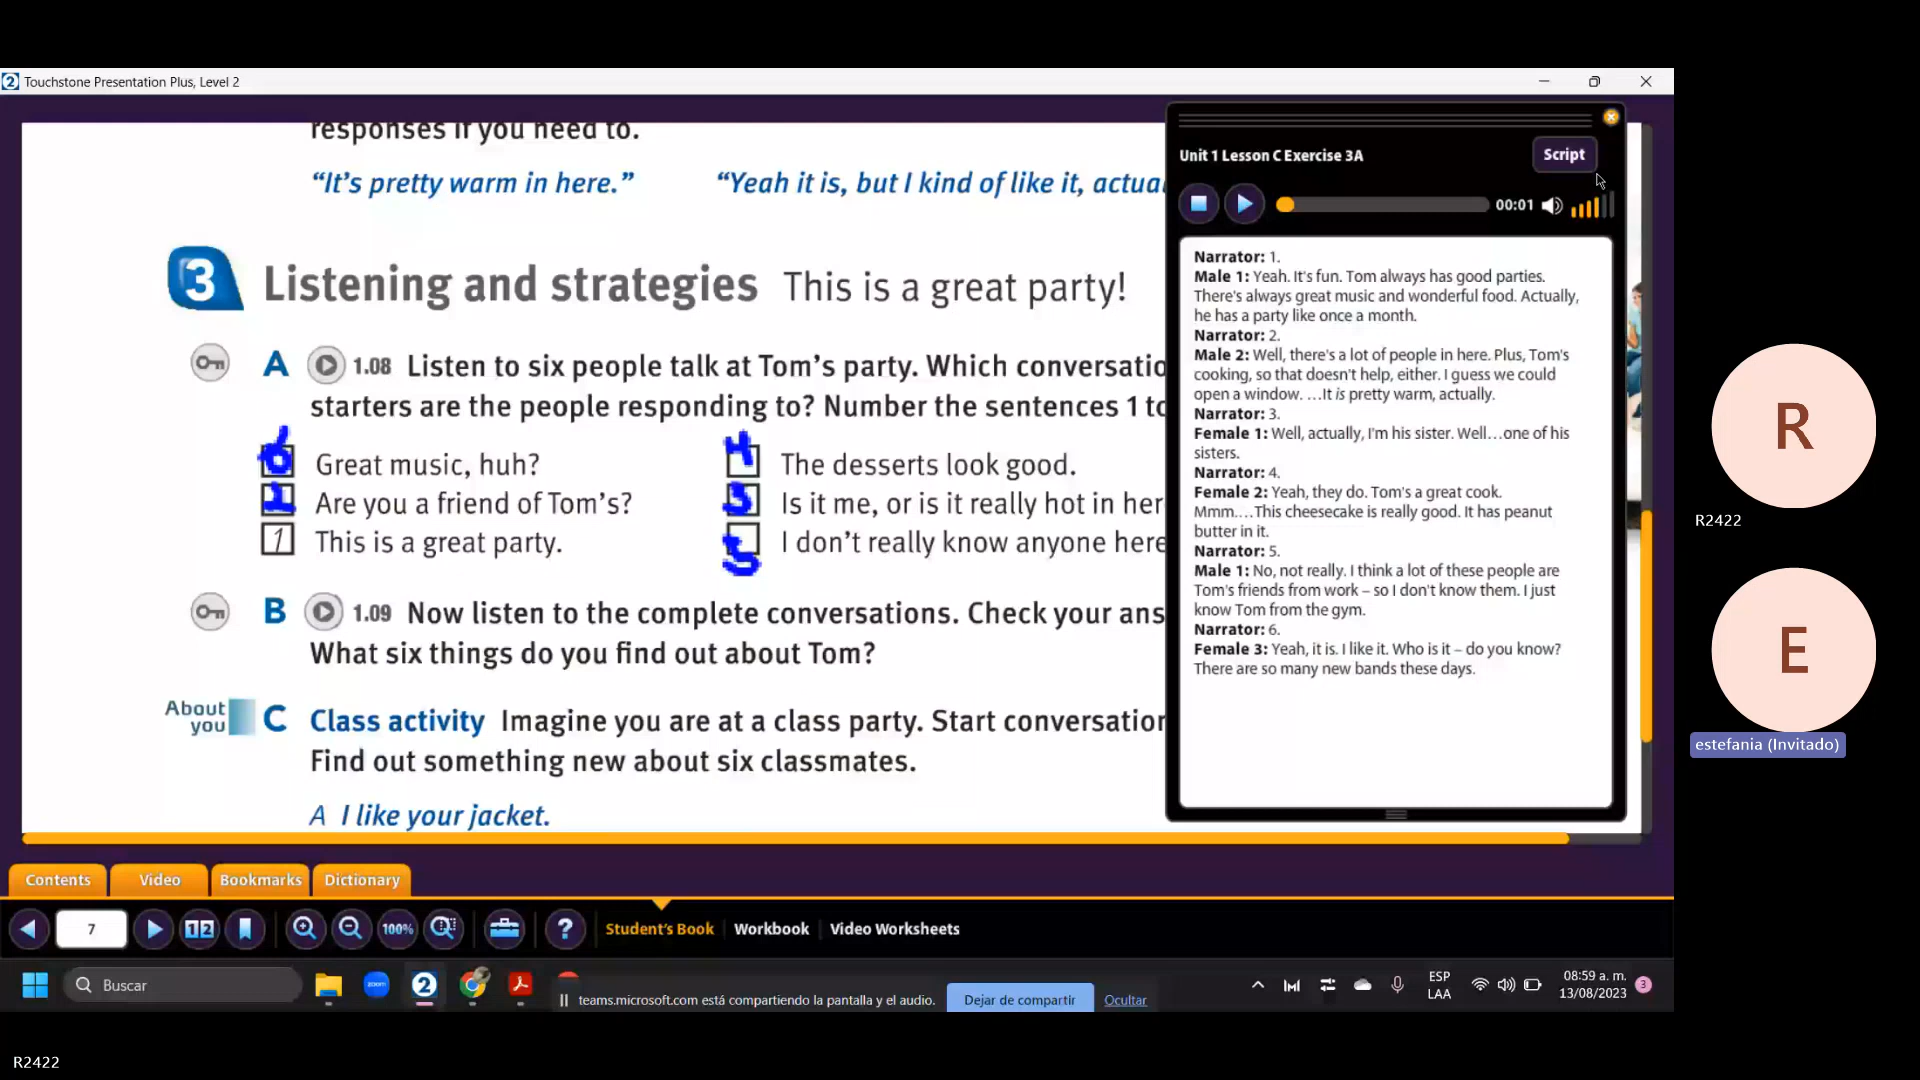 Touchstone Presentation Plus, Level 2
responses if you need to.
"It's pretty warm in here." "Yeah it is, but I kind of like it, actua
3 Listening and strategies This is a great party!
A 1.08 Listen to six people talk at Tom's party. Which conversatio
starters are the people responding to? Number the sentences 1 to
6 Great music, huh?
Are you a friend of Tom's?
1 This is a great party.
4 The desserts look good.
Is it me, or is it really hot in her
5 I don't really know anyone here
B 1.09 Now listen to the complete conversations. Check your ans
What six things do you find out about Tom?
About you C Class activity Imagine you are at a class party. Start conversation
Find out something new about six classmates.
A I like your jacket.
Unit 1 Lesson C Exercise 3A
Script
00:01
Narrator: 1.
Male 1: Yeah. It's fun. Tom always has good parties.
There's always great music and wonderful food. Actually,
he has a party like once a month.
Narrator: 2.
Male 2: Well, there's a lot of people in here. Plus, Tom's
cooking, so that doesn't help, either. I guess we could
open a window. …It is pretty warm, actually.
Narrator: 3.
Female 1: Well, actually, I'm his sister. Well…one of his
sisters.
Narrator: 4.
Female 2: Yeah, they do. Tom's a great cook.
Mmm.…This cheesecake is really good. It has peanut
butter in it.
Narrator: 5.
Male 1: No, not really. I think a lot of these people are
Tom's friends from work – so I don't know them. I just
know Tom from the gym.
Narrator: 6.
Female 3: Yeah, it is. I like it. Who is it – do you know?
There are so many new bands these days.
R
R2422
E
estefania (Invitado)
Contents Video Bookmarks Dictionary
7 12 100% ? Student's Book Workbook Video Worksheets
Buscar zoom 2
teams.microsoft.com está compartiendo la pantalla y el audio. Dejar de compartir Ocultar
ESP
LAA
08:59 a. m.
13/08/2023
3
R2422